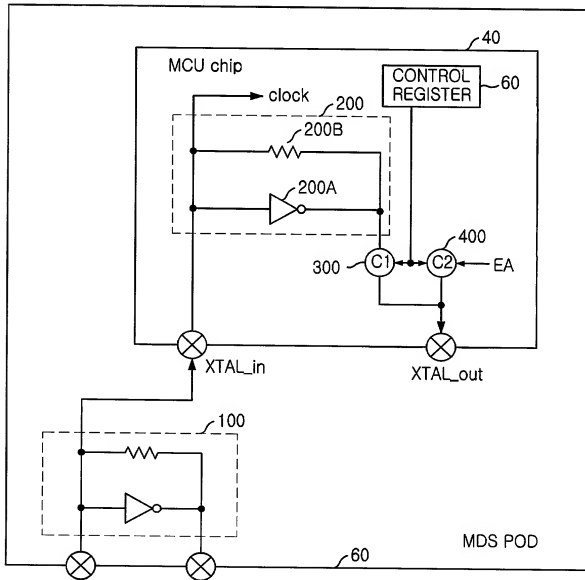 40
MCU chip
CONTROL
REGISTER
60
clock
200
200B
200A
400
C1
C2
EA
300
XTAL_in
XTAL_out
100
60
MDS POD